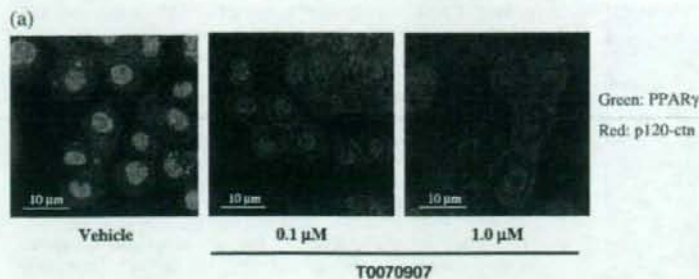 (a)
Green: PPARγ
Red: p120-ctn
10 μm
10 μm
10 μm
Vehicle
0.1 μM
1.0 μM
T0070907